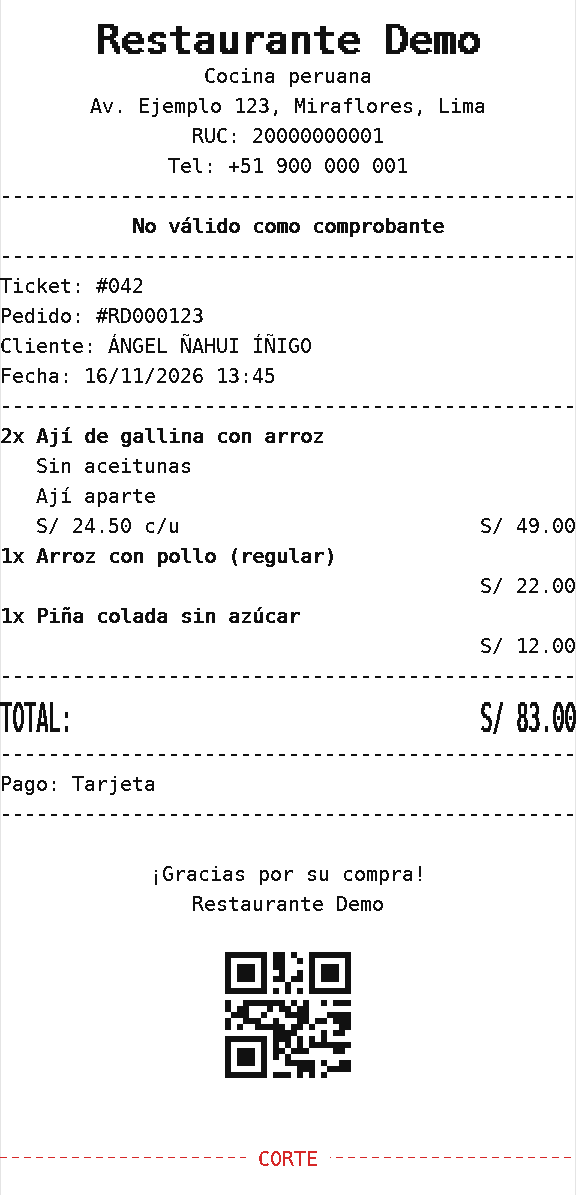 Restaurante Demo
Cocina peruana
Av. Ejemplo 123, Miraflores, Lima
RUC: 20000000001
Tel: +51 900 000 001
No válido como comprobante
Ticket: #042
Pedido: #RD000123
Cliente: ÁNGEL ÑAHUI ÍÑIGO
Fecha: 16/11/2026 13:45
2x Ají de gallina con arroz
Sin aceitunas
Ají aparte
S/ 24.50 c/u S/ 49.00
1x Arroz con pollo (regular)
S/ 22.00
1x Piña colada sin azúcar
S/ 12.00
TOTAL: S/ 83.00
Pago: Tarjeta
¡Gracias por su compra!
Restaurante Demo
CORTE